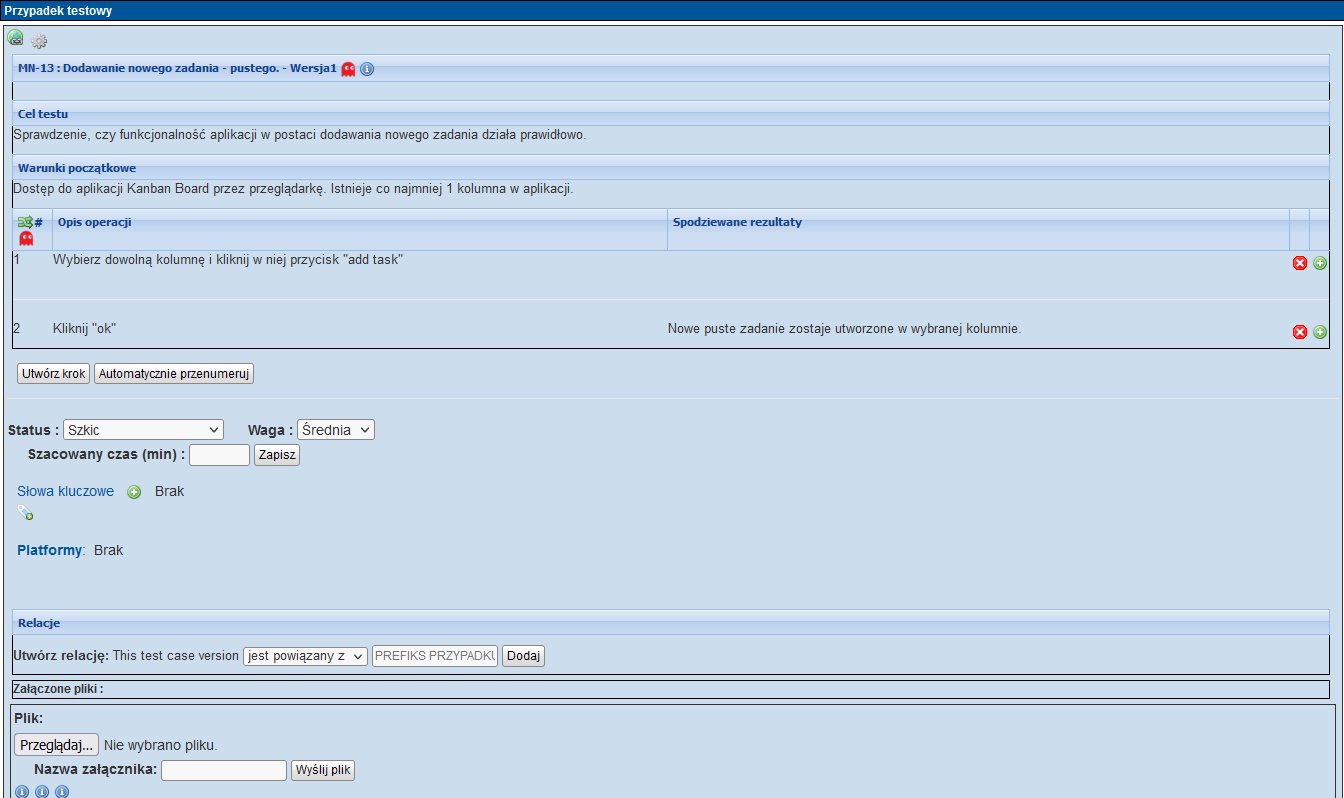 Przypadek testowy
MN-13 : Dodawanie nowego zadania - pustego. - Wersja1
Cel testu
Sprawdzenie, czy funkcjonalność aplikacji w postaci dodawania nowego zadania działa prawidłowo.
Warunki początkowe
Dostęp do aplikacji Kanban Board przez przeglądarkę. Istnieje co najmniej 1 kolumna w aplikacji.
# Opis operacji Spodziewane rezultaty
1 Wybierz dowolną kolumnę i kliknij w niej przycisk "add task"
2 Kliknij "ok" Nowe puste zadanie zostaje utworzone w wybranej kolumnie.
Utwórz krok Automatycznie przenumeruj
Status : Szkic Waga : Średnia
Szacowany czas (min) : Zapisz
Słowa kluczowe Brak
Platformy: Brak
Relacje
Utwórz relację: This test case version jest powiązany z PREFIKS PRZYPADKU Dodaj
Załączone pliki :
Plik:
Przeglądaj... Nie wybrano pliku.
Nazwa załącznika: Wyślij plik